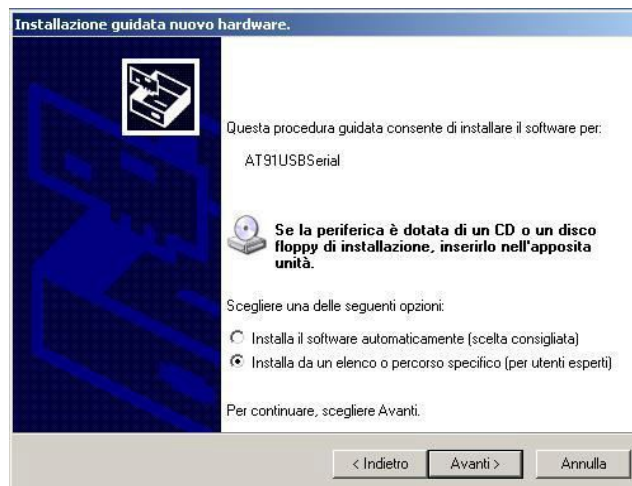 Installazione guidata nuovo hardware.
Questa procedura guidata consente di installare il software per:
AT91USBSerial
Se la periferica è dotata di un CD o un disco
floppy di installazione, inserirlo nell'apposita
unità.
Scegliere una delle seguenti opzioni:
Installa il software automaticamente (scelta consigliata)
Installa da un elenco o percorso specifico (per utenti esperti)
Per continuare, scegliere Avanti.
< Indietro Avanti > Annulla